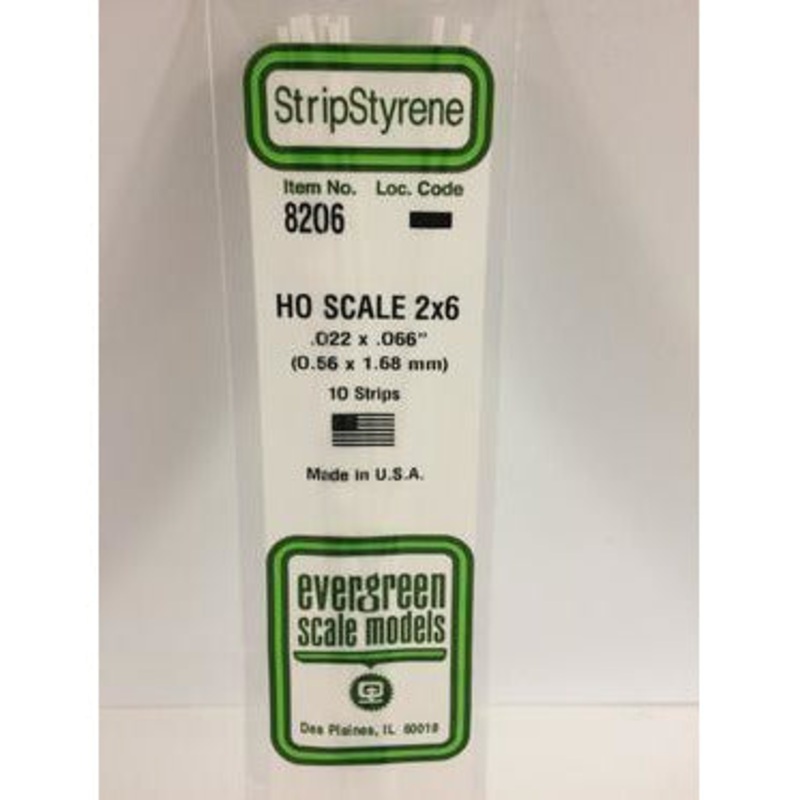 StripStyrene
Item No. Loc. Code
8206
HO SCALE 2x6
.022 x .066"
(0.56 x 1.68 mm)
10 Strips
Made in U.S.A.
evergreen
scale models
Des Plaines, IL 60018